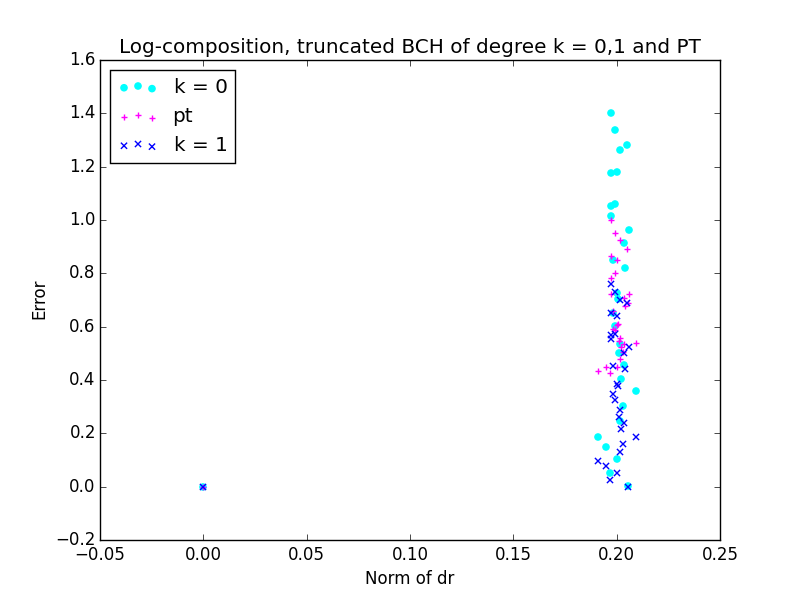 Log-composition, truncated BCH of degree k = 0,1 and PT
k = 0
pt
k = 1
1.6
1.4
1.2
1.0
0.8
0.6
0.4
0.2
0.0
−0.2
Error
−0.05
0.00
0.05
0.10
0.15
0.20
0.25
Norm of dr